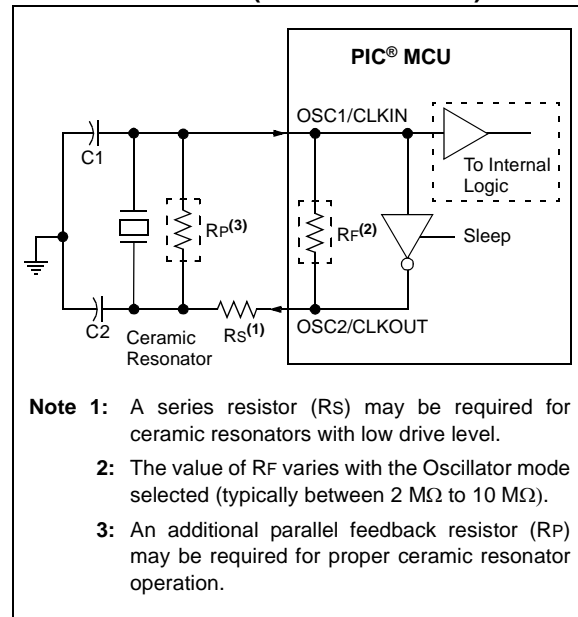 PIC® MCU
OSC1/CLKIN
C1
To Internal
Logic
RP(3)
RF(2)
Sleep
C2
Ceramic
Resonator
RS(1)
OSC2/CLKOUT
Note 1: A series resistor (RS) may be required for
ceramic resonators with low drive level.
2: The value of RF varies with the Oscillator mode
selected (typically between 2 MΩ to 10 MΩ).
3: An additional parallel feedback resistor (RP)
may be required for proper ceramic resonator
operation.